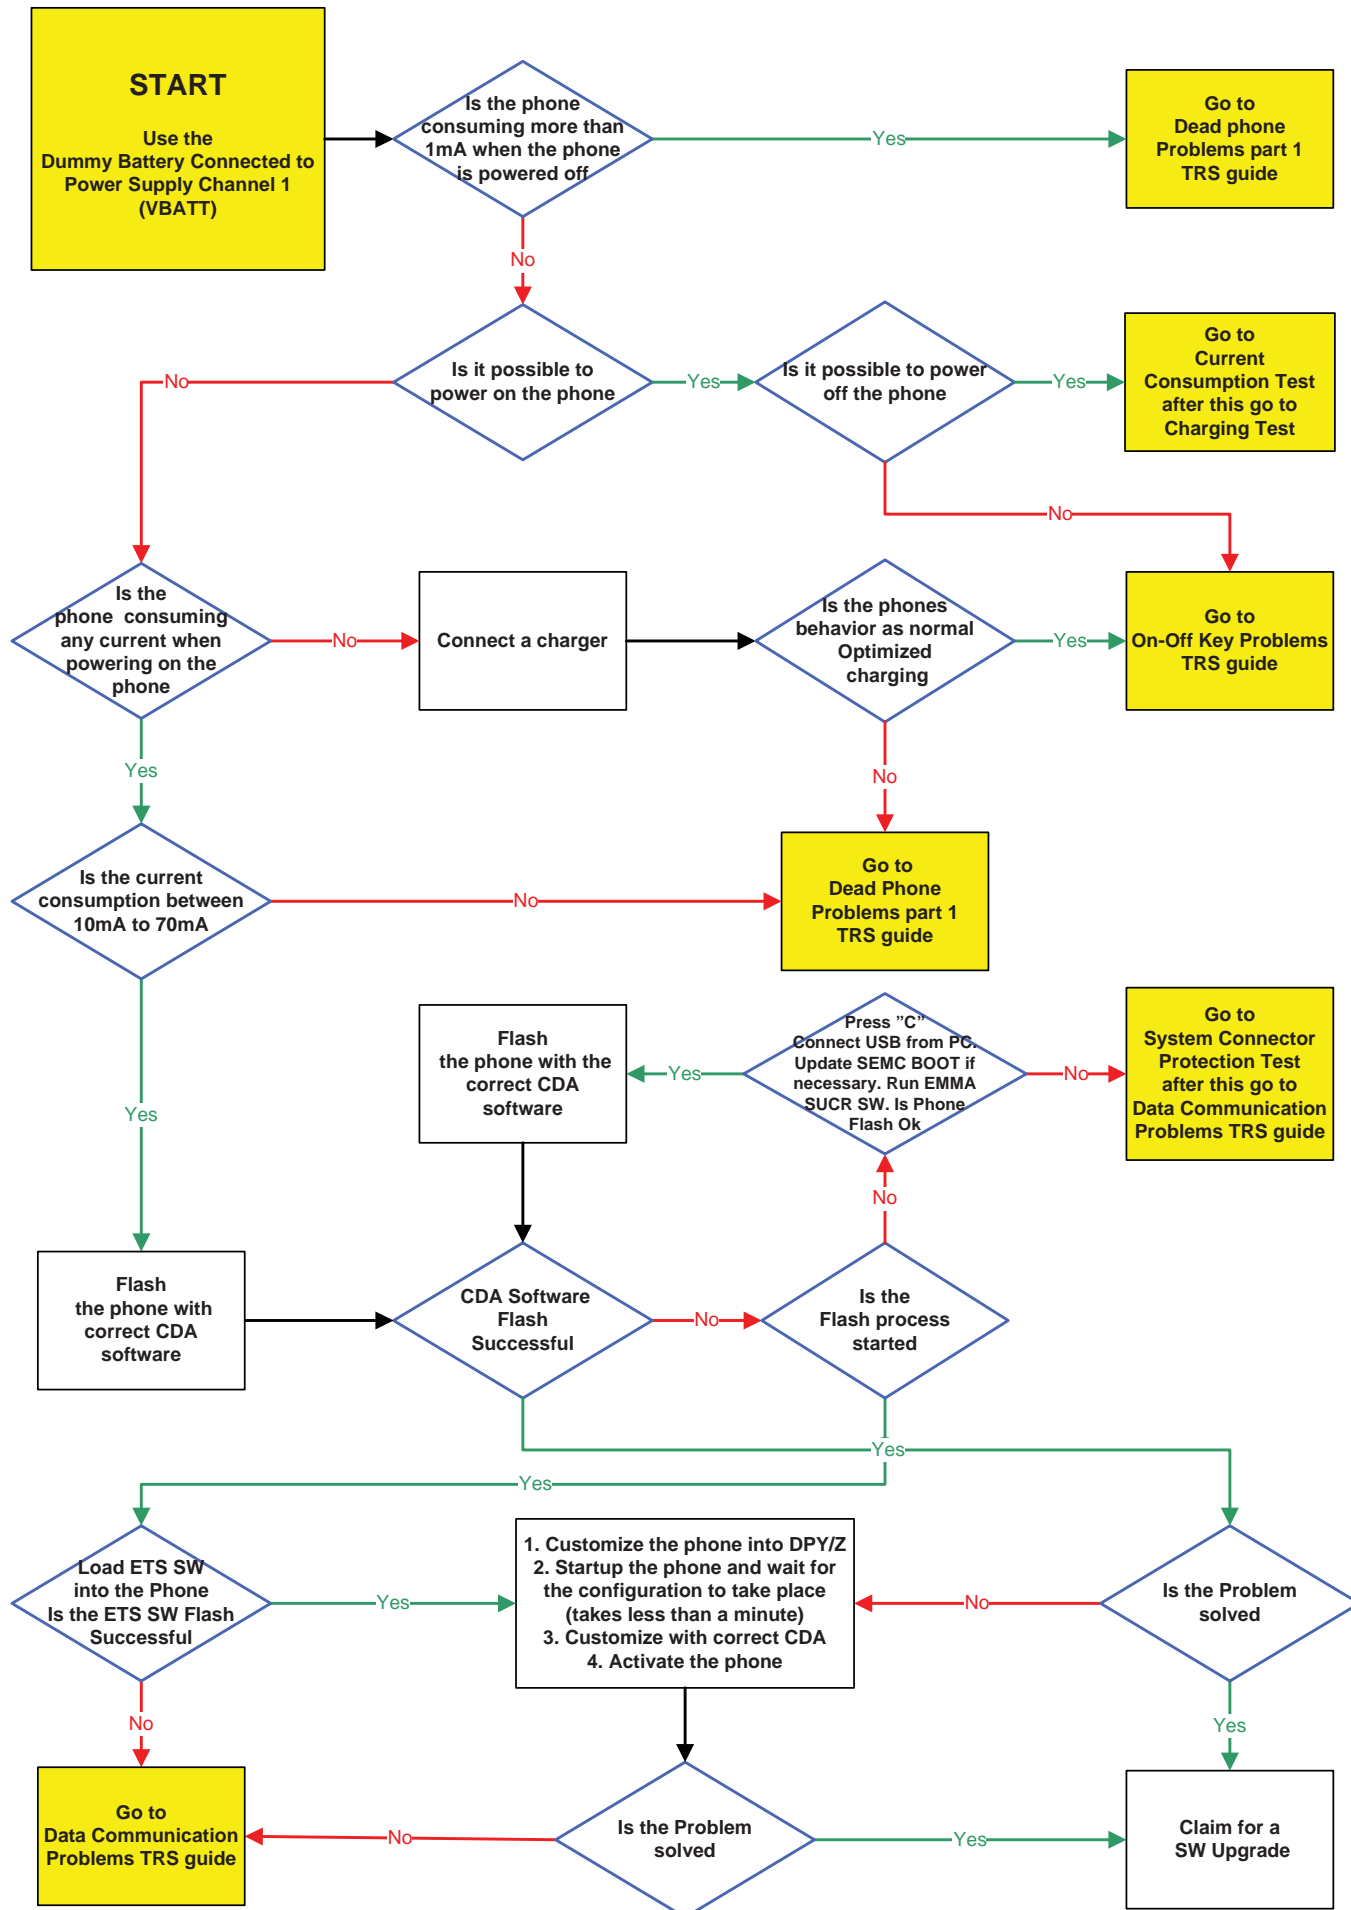 START
Use the
Dummy Battery Connected to
Power Supply Channel 1
(VBATT)
Is the phone
consuming more than
1mA when the phone
is powered off
Yes
Go to
Dead phone
Problems part 1
TRS guide
No
Is it possible to
power on the phone
No
Yes
Is it possible to power
off the phone
Yes
Go to
Current
Consumption Test
after this go to
Charging Test
No
Is the
phone consuming
any current when
powering on the
phone
No
Connect a charger
Is the phones
behavior as normal
Optimized
charging
Yes
Go to
On-Off Key Problems
TRS guide
Yes
No
Is the current
consumption between
10mA to 70mA
No
Go to
Dead Phone
Problems part 1
TRS guide
Yes
Flash
the phone with the
correct CDA
software
Yes
Press ”C”
Connect USB from PC.
Update SEMC BOOT if
necessary. Run EMMA
SUCR SW. Is Phone
Flash Ok
No
Go to
System Connector
Protection Test
after this go to
Data Communication
Problems TRS guide
No
Flash
the phone with
correct CDA
software
CDA Software
Flash
Successful
No
Is the
Flash process
started
Yes
Yes
Load ETS SW
into the Phone
Is the ETS SW Flash
Successful
Yes
1. Customize the phone into DPY/Z
2. Startup the phone and wait for
the configuration to take place
(takes less than a minute)
3. Customize with correct CDA
4. Activate the phone
No
Is the Problem
solved
No
Yes
Go to
Data Communication
Problems TRS guide
No
Is the Problem
solved
Yes
Claim for a
SW Upgrade